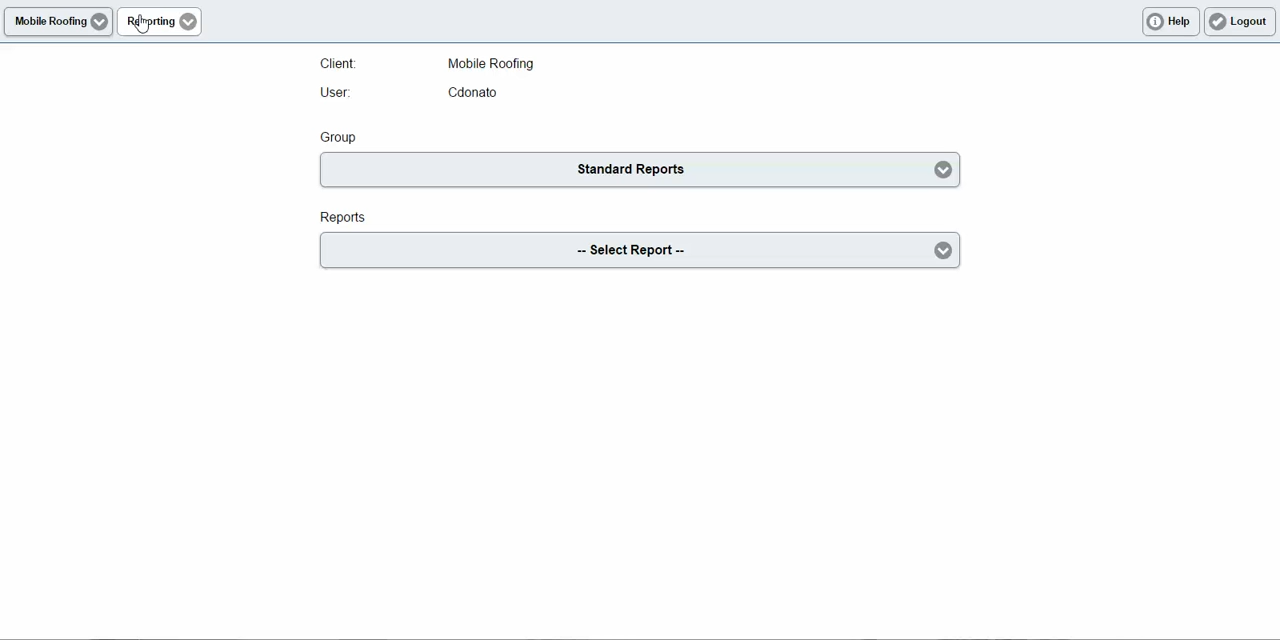 Mobile Roofing
Reporting
Help
Logout
Client: Mobile Roofing
User: Cdonato
Group
Standard Reports
Reports
-- Select Report --